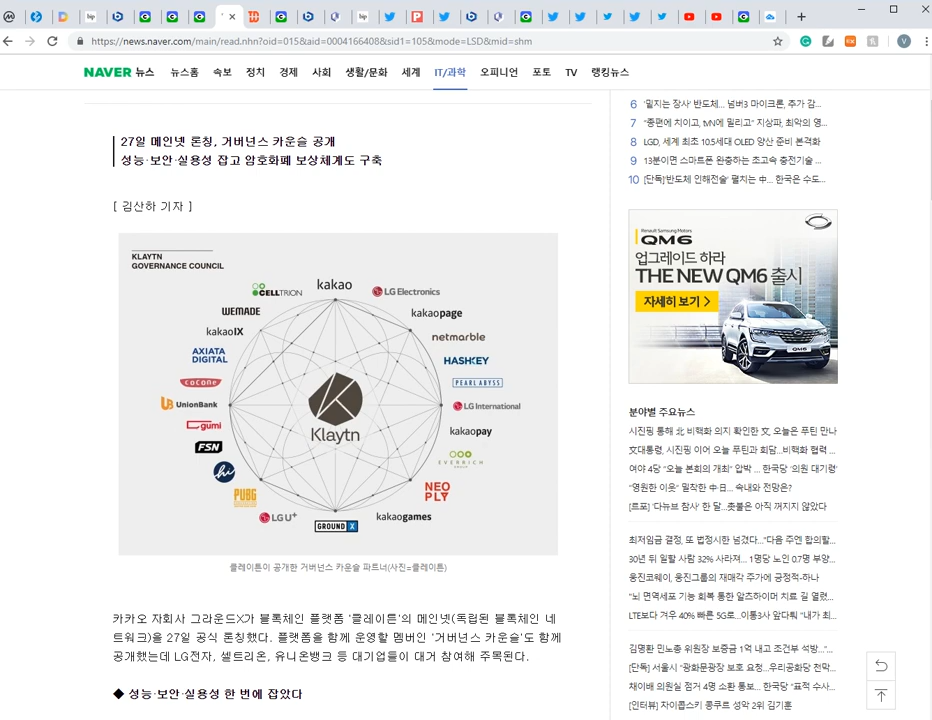 https://news.naver.com/main/read.nhn?oid=015&aid=0004166408&sid1=105&mode=LSD&mid=shm
V
NAVER 뉴스 뉴스홈 속보 정치 경제 사회 생활/문화 세계 IT/과학 오피니언 포토 TV 랭킹뉴스
27일 메인넷 론칭, 거버넌스 카운슬 공개
성능·보안·실용성 잡고 암호화폐 보상체계도 구축
[ 김산하 기자 ]
KLAYTN
GOVERNANCE COUNCIL
kakao
CELLTRION
LG Electronics
WEMADE
kakaopage
kakaoIX
netmarble
AXIATA
DIGITAL
HASHKEY
cocone
PEARL ABYSS
UnionBank
LG International
gumi
kakaopay
FSN
EVERRICH
GROUP
hi
PUBG
NEO
PLY
LG U+
GROUND X
kakaogames
Klaytn
클레이튼이 공개한 거버넌스 카운슬 파트너(사진=클레이튼)
카카오 자회사 그라운드X가 블록체인 플랫폼 '클레이튼'의 메인넷(독립된 블록체인 네
트워크)을 27일 공식 론칭했다. 플랫폼을 함께 운영할 멤버인 '거버넌스 카운슬'도 함께
공개했는데 LG전자, 셀트리온, 유니온뱅크 등 대기업들이 대거 참여해 주목된다.
◆ 성능·보안·실용성 한 번에 잡았다
6 '밑지는 장사' 반도체... 넘버3 마이크론, 주가 감...
7 "종편에 치이고, tvN에 밀리고" 지상파, 최악의 영...
8 LGD, 세계 최초 10.5세대 OLED 양산 준비 본격화
9 13분이면 스마트폰 완충하는 초고속 충전기술 ...
10 [단독]'반도체 인해전술' 펼치는 中... 한국은 수도...
Renault Samsung Motors
QM6
업그레이드 하라
THE NEW QM6 출시
자세히 보기 >
QM6
분야별 주요뉴스
시진핑 통해 北 비핵화 의지 확인한 文, 오늘은 푸틴 만나
文대통령, 시진핑 이어 오늘 푸틴과 회담...비핵화 협력 ...
여야 4당 "오늘 본회의 개최" 압박 ... 한국당 '의원 대기령'
"영원한 이웃" 밀착한 中·日... 속내와 전망은?
[르포] '다뉴브 참사' 한 달...촛불은 아직 꺼지지 않았다
최저임금 결정, 또 법정시한 넘겼다..."다음 주엔 합의할...
30년 뒤 일할 사람 32% 사라져... 1명당 노인 0.7명 부양...
웅진코웨이, 웅진그룹의 재매각 주가에 긍정적-하나
"뇌 면역세포 기능 회복 통한 알츠하이머 치료 길 열렸...
LTE보다 겨우 40% 빠른 5G로...이통3사 앞다퉈 "내가 최...
김명환 민노총 위원장 보증금 1억 내고 조건부 석방..."...
[단독] 서울시 "광화문광장 보호 요청...우리공화당 천막...
채이배 의원실 점거 4명 소환 통보... 한국당 "표적 수사...
[인터뷰] 차이콥스키 콩쿠르 성악 2위 김기훈